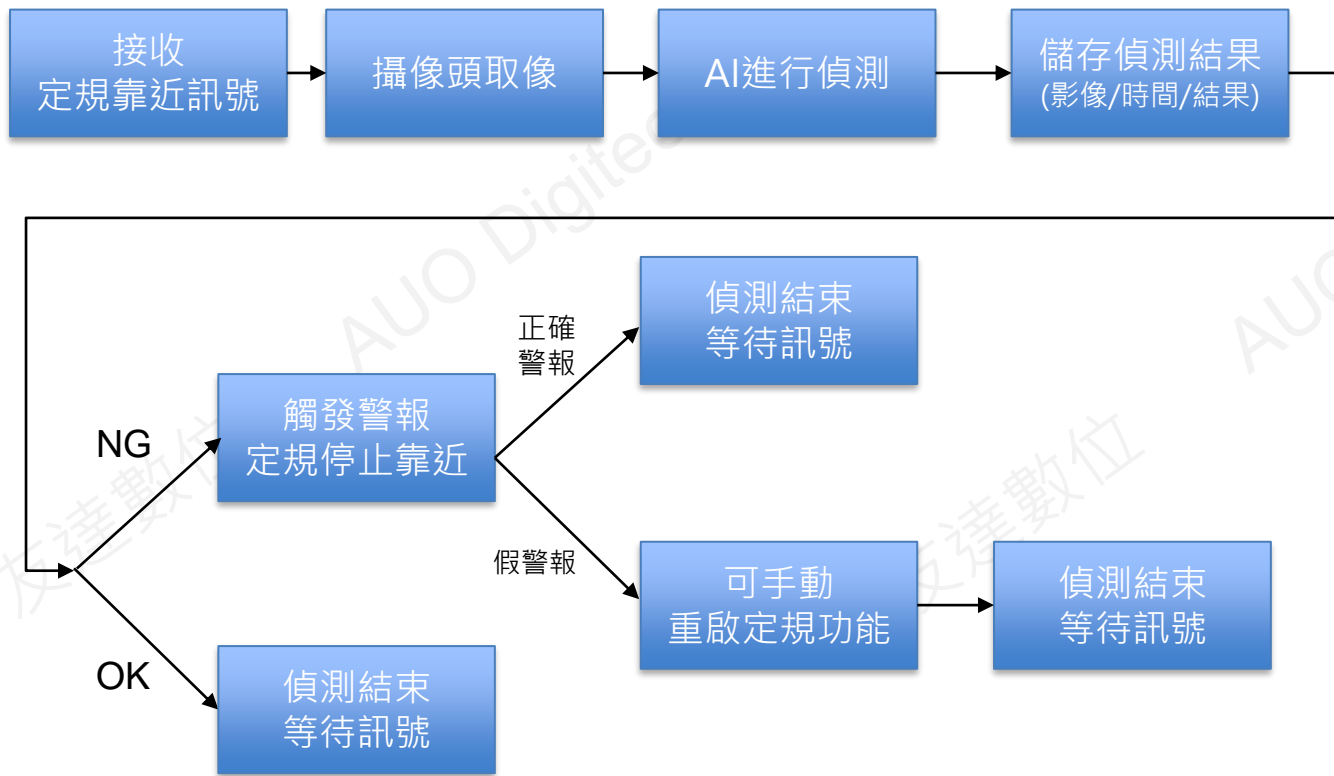 接收
定規靠近訊號
攝像頭取像
AI進行偵測
儲存偵測結果
(影像/時間/結果)
偵測結束
等待訊號
正確
警報
觸發警報
定規停止靠近
NG
假警報
可手動
重啟定規功能
偵測結束
等待訊號
OK
偵測結束
等待訊號
AUO Digitec
AUO
友達數位
友達數位